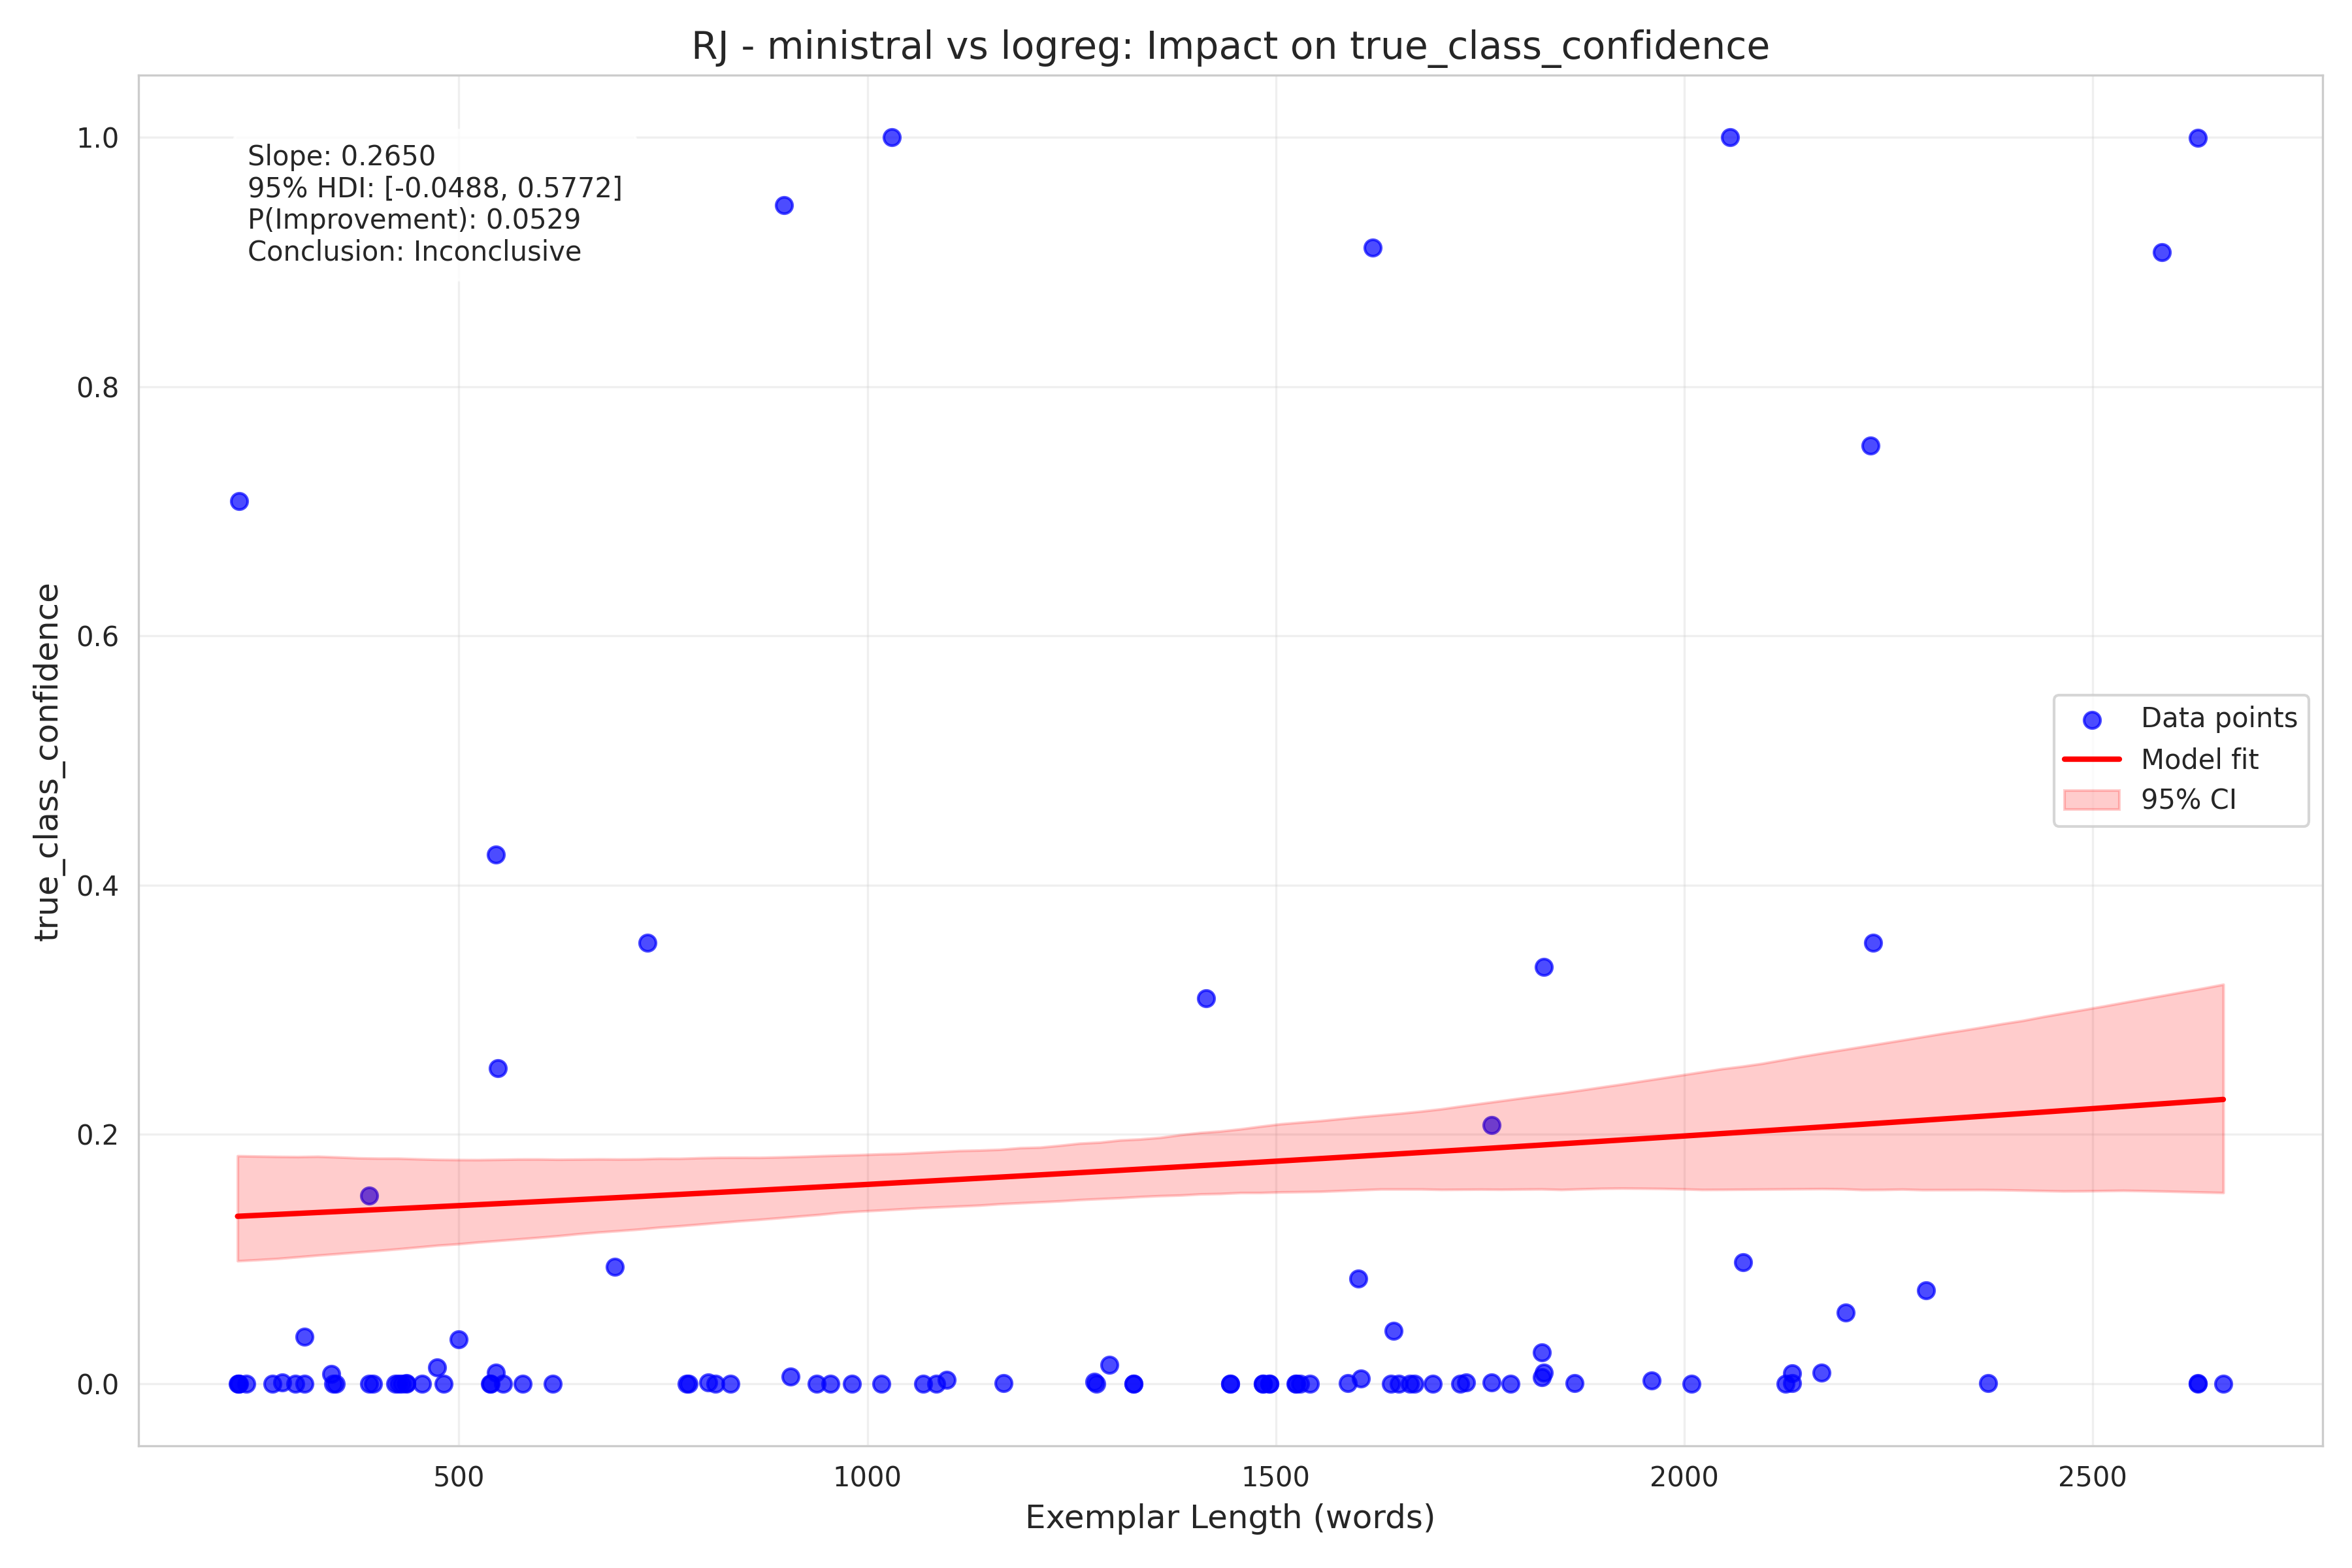 RJ - ministral vs logreg: Impact on true_class_confidence
Slope: 0.2650
95% HDI: [-0.0488, 0.5772]
P(Improvement): 0.0529
Conclusion: Inconclusive
true_class_confidence
1.0
0.8
0.6
0.4
0.2
0.0
Data points
Model fit
95% CI
500
1000
1500
2000
2500
Exemplar Length (words)